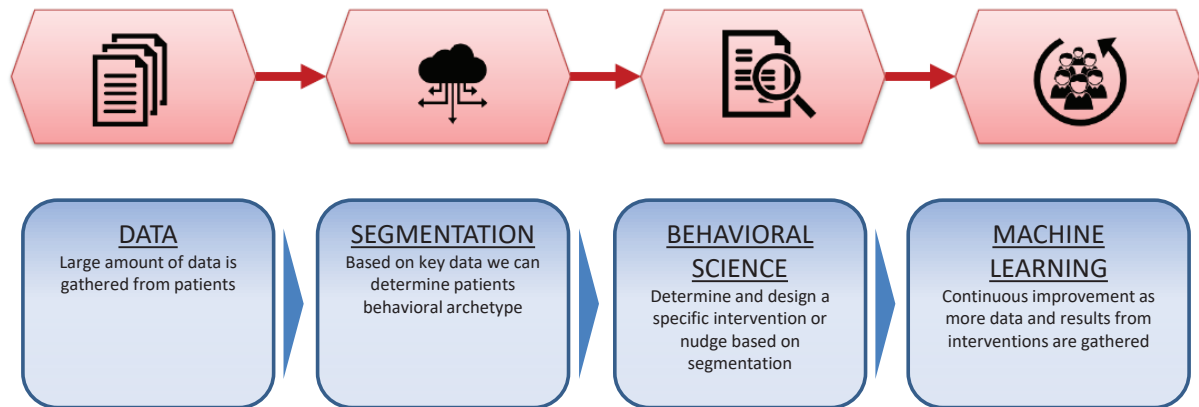 DATA
Large amount of data is
gathered from patients
SEGMENTATION
Based on key data we can
determine patients
behavioral archetype
BEHAVIORAL
SCIENCE
Determine and design a
specific intervention or
nudge based on
segmentation
MACHINE
LEARNING
Continuous improvement as
more data and results from
interventions are gathered